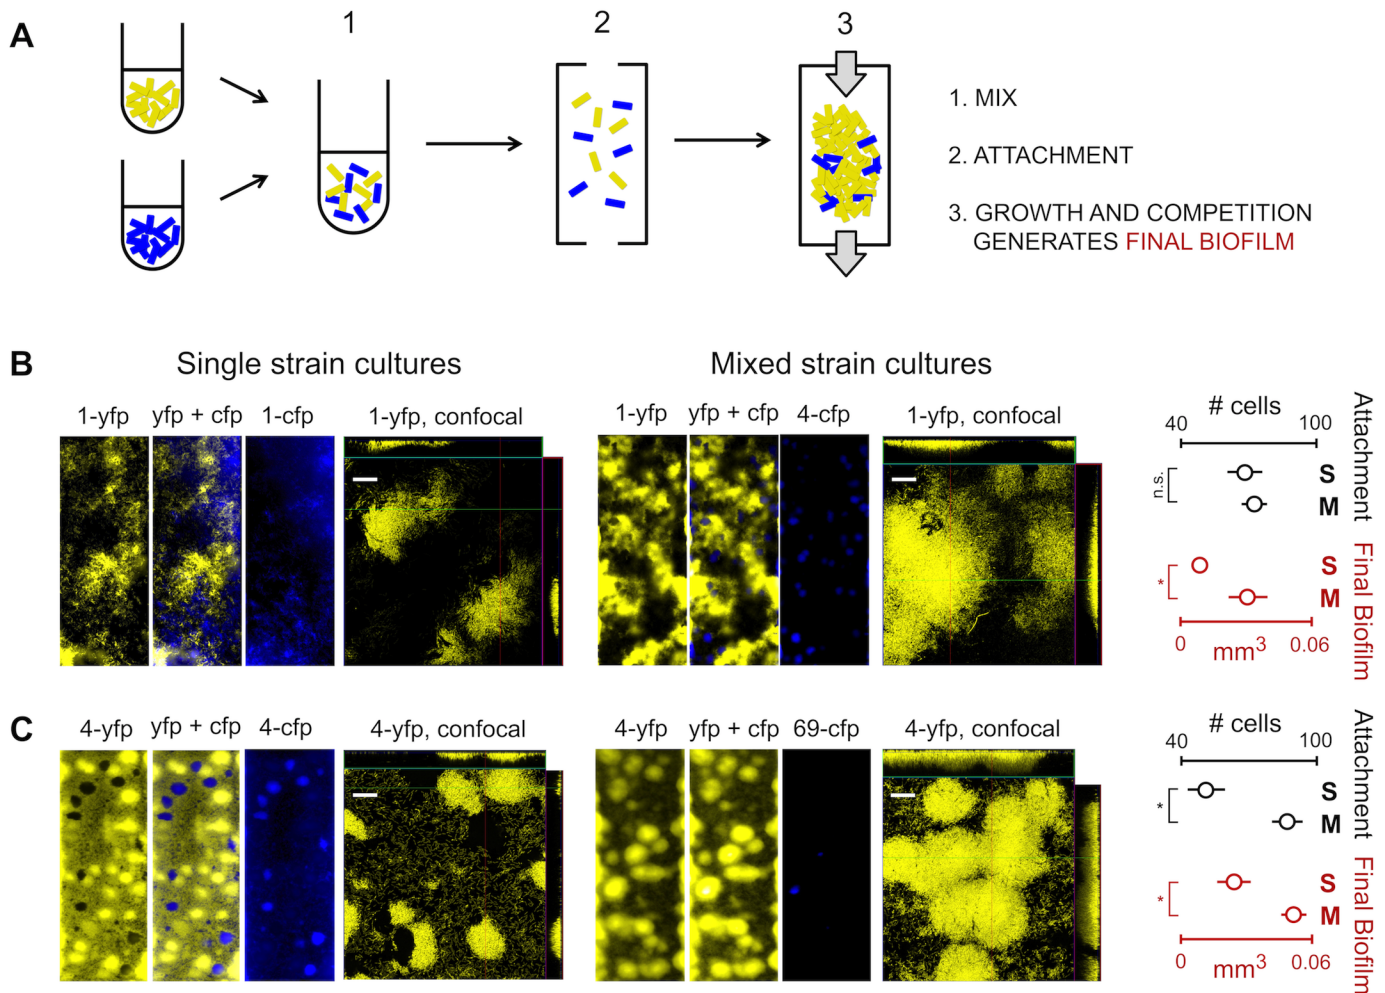 A
1
2
3
1. MIX
2. ATTACHMENT
3. GROWTH AND COMPETITION
GENERATES FINAL BIOFILM
B
Single strain cultures
Mixed strain cultures
1-yfp
yfp + cfp
1-cfp
1-yfp, confocal
1-yfp
yfp + cfp
4-cfp
1-yfp, confocal
# cells
40
100
n.s.
S
M
Attachment
*
S
M
Final Biofilm
0
mm3
0.06
C
4-yfp
yfp + cfp
4-cfp
4-yfp, confocal
4-yfp
yfp + cfp
69-cfp
4-yfp, confocal
# cells
40
100
*
S
M
Attachment
*
S
M
Final Biofilm
0
mm3
0.06